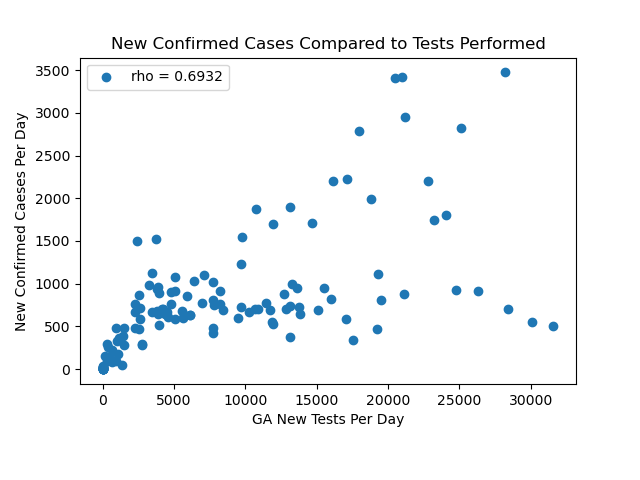 New Confirmed Cases Compared to Tests Performed
rho = 0.6932
3500
3000
2500
2000
1500
1000
500
0
New Confirmed Caeses Per Day
0 5000 10000 15000 20000 25000 30000
GA New Tests Per Day